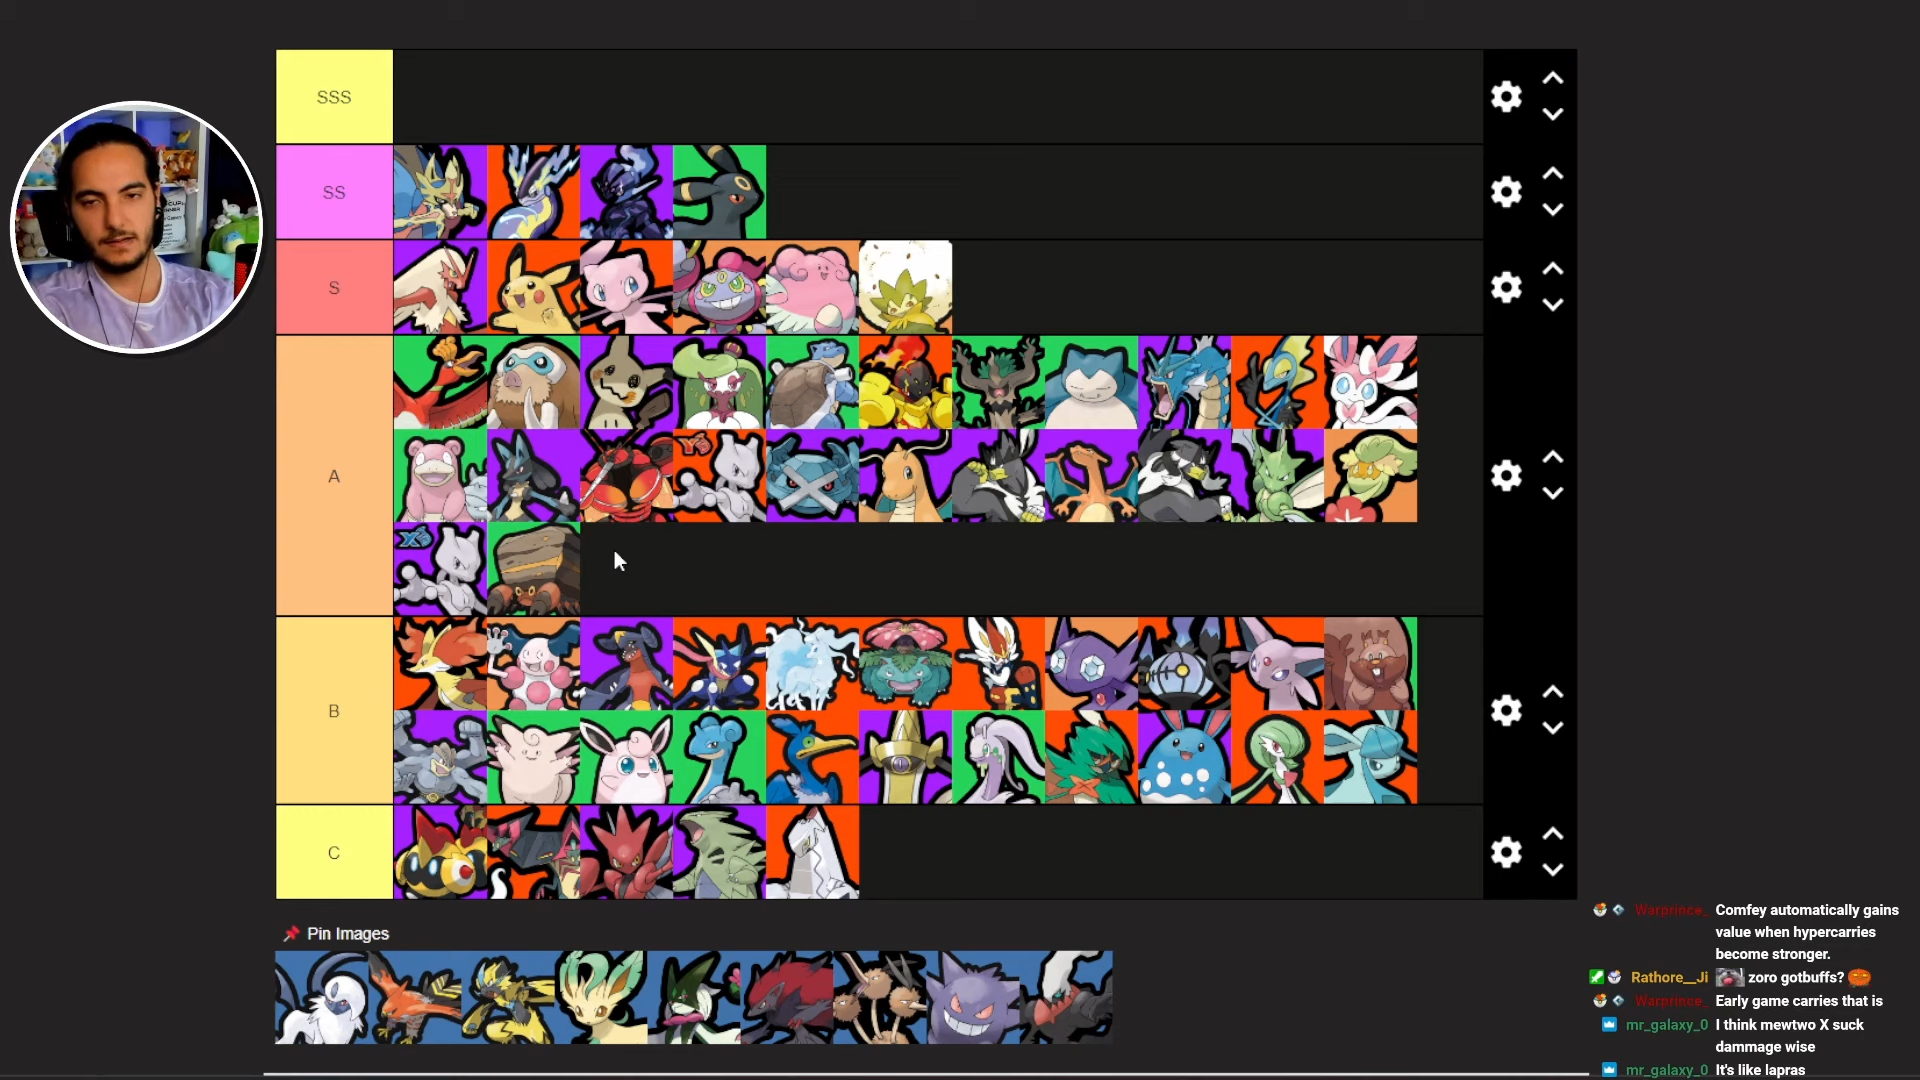 SSS
SS
S
A
B
C
Pin Images
Warprince_ Comfey automatically gains
value when hypercarries
become stronger.
Rathore__Ji zoro gotbuffs?
Warprince_ Early game carries that is
mr_galaxy_0 I think mewtwo X suck
dammage wise
mr_galaxy_0 It's like lapras